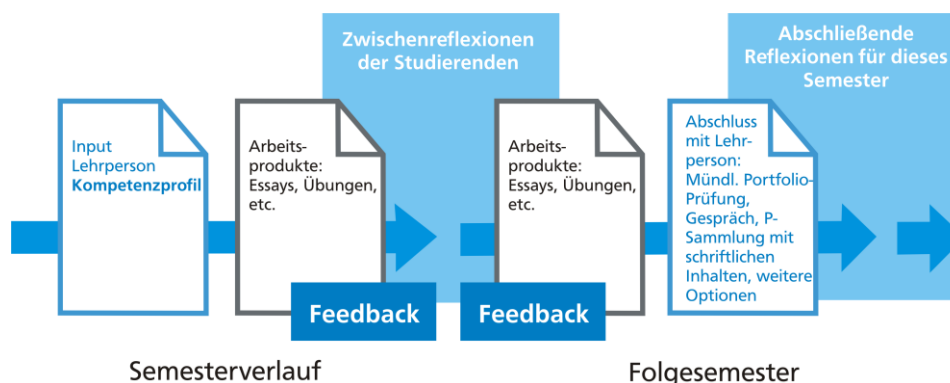 Zwischenreflexionen
der Studierenden
Abschließende
Reflexionen für dieses
Semester
Input
Lehrperson
Kompetenzprofil
Arbeits-
produkte:
Essays, Übungen,
etc.
Feedback
Arbeits-
produkte:
Essays, Übungen,
etc.
Feedback
Abschluss
mit Lehr-
person:
Mündl. Portfolio-
Prüfung,
Gespräch, P-
Sammlung mit
schriftlichen
Inhalten, weitere
Optionen
Semesterverlauf
Folgesemester